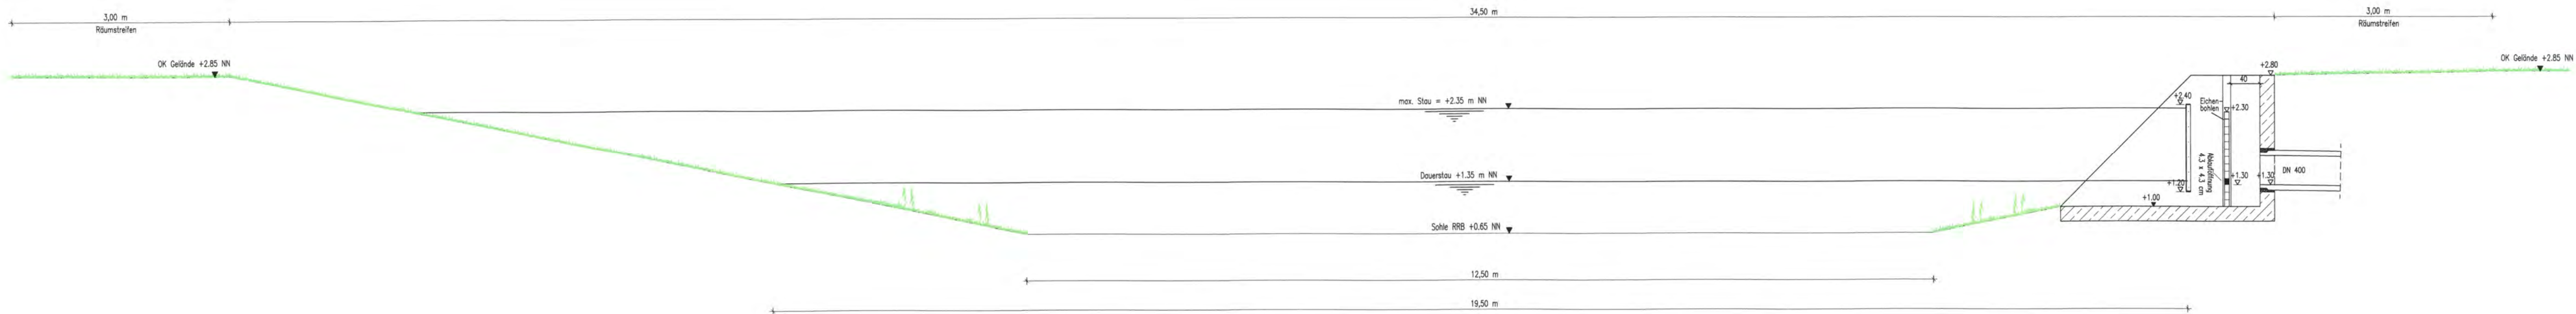 3,00 m
Räumstreifen
34,50 m
3,00 m
Räumstreifen
OK Gelände +2.85 NN
OK Gelände +2.85 NN
+2.80
40
max. Stau = +2.35 m NN
+2.40
Eichen-
bohlen
+2.30
Dauerstau +1.35 m NN
+1.20
Ablauföffnung
4.3 x 4.3 cm
+1.30
+1.30
DN 400
+1.00
Sohle RRB +0.65 NN
12,50 m
19,50 m